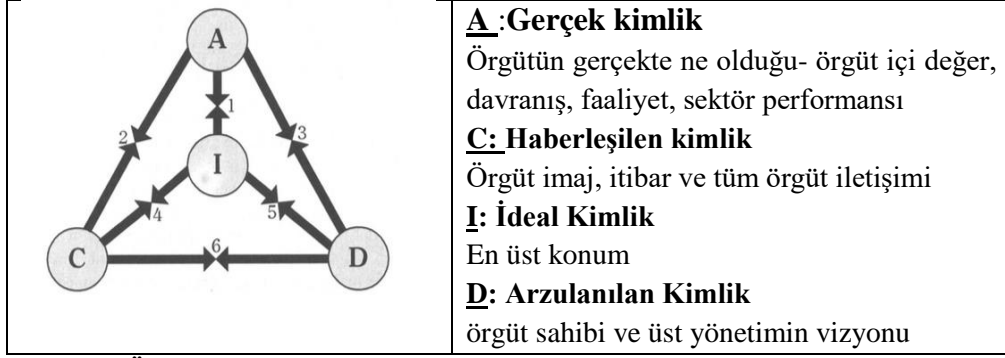 A
1
2
3
I
4
5
6
C
D
A :Gerçek kimlik
Örgütün gerçekte ne olduğu- örgüt içi değer,
davranış, faaliyet, sektör performansı
C: Haberleşilen kimlik
Örgüt imaj, itibar ve tüm örgüt iletişimi
I: İdeal Kimlik
En üst konum
D: Arzulanılan Kimlik
örgüt sahibi ve üst yönetimin vizyonu